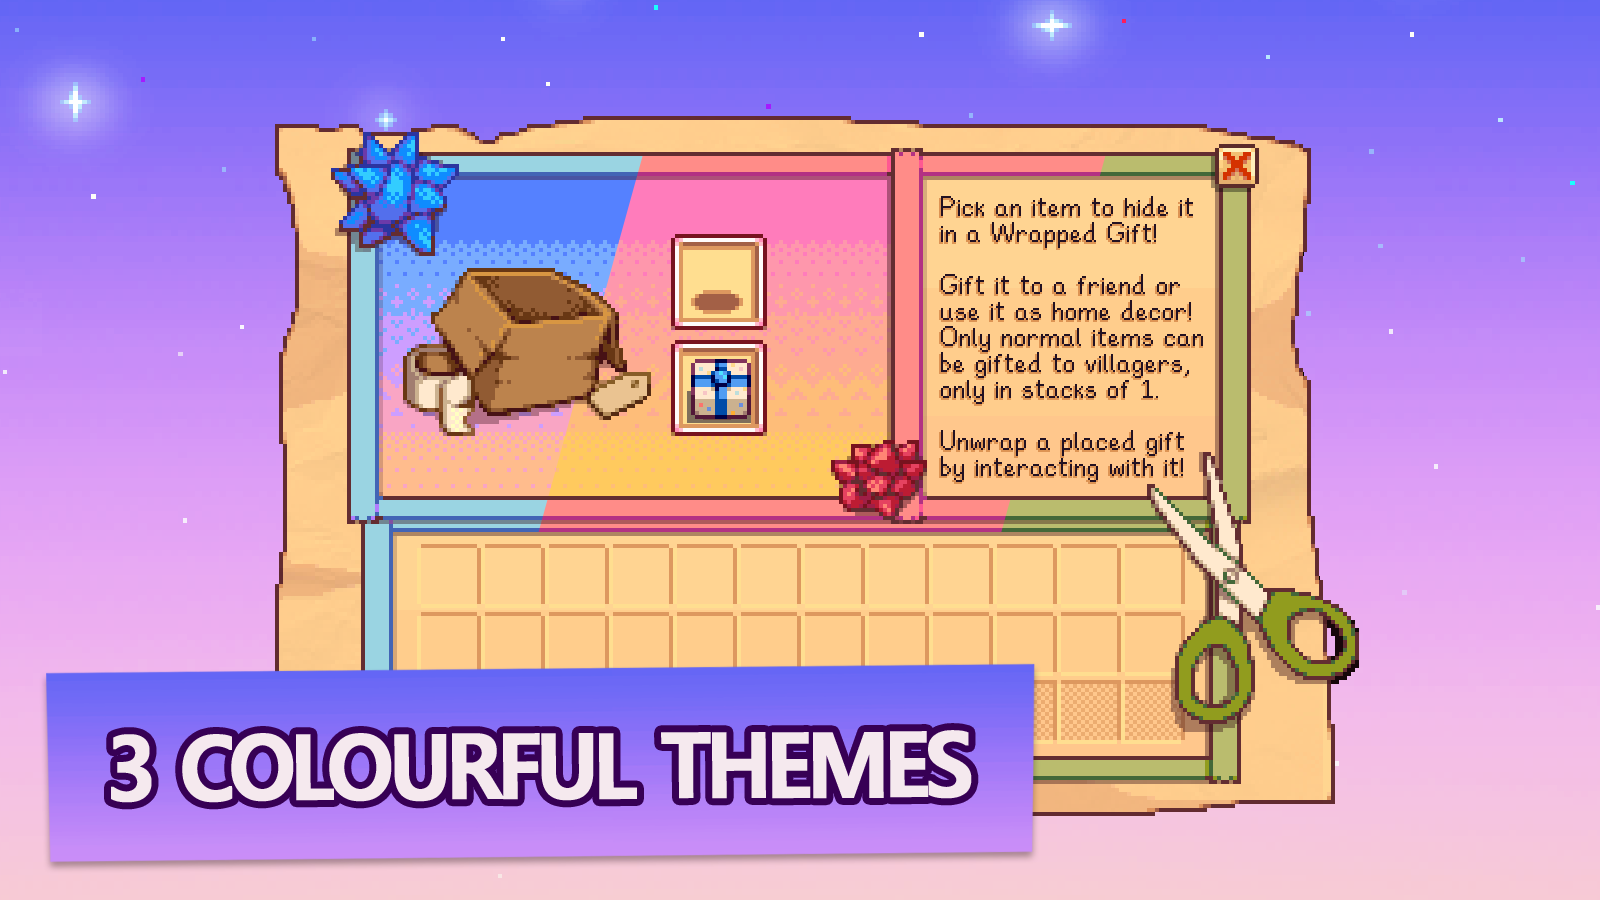 Pick an item to hide it
in a Wrapped Gift!
Gift it to a friend or
use it as home decor!
Only normal items can
be gifted to villagers,
only in stacks of 1.
Unwrap a placed gift
by interacting with it!
3 COLOURFUL THEMES